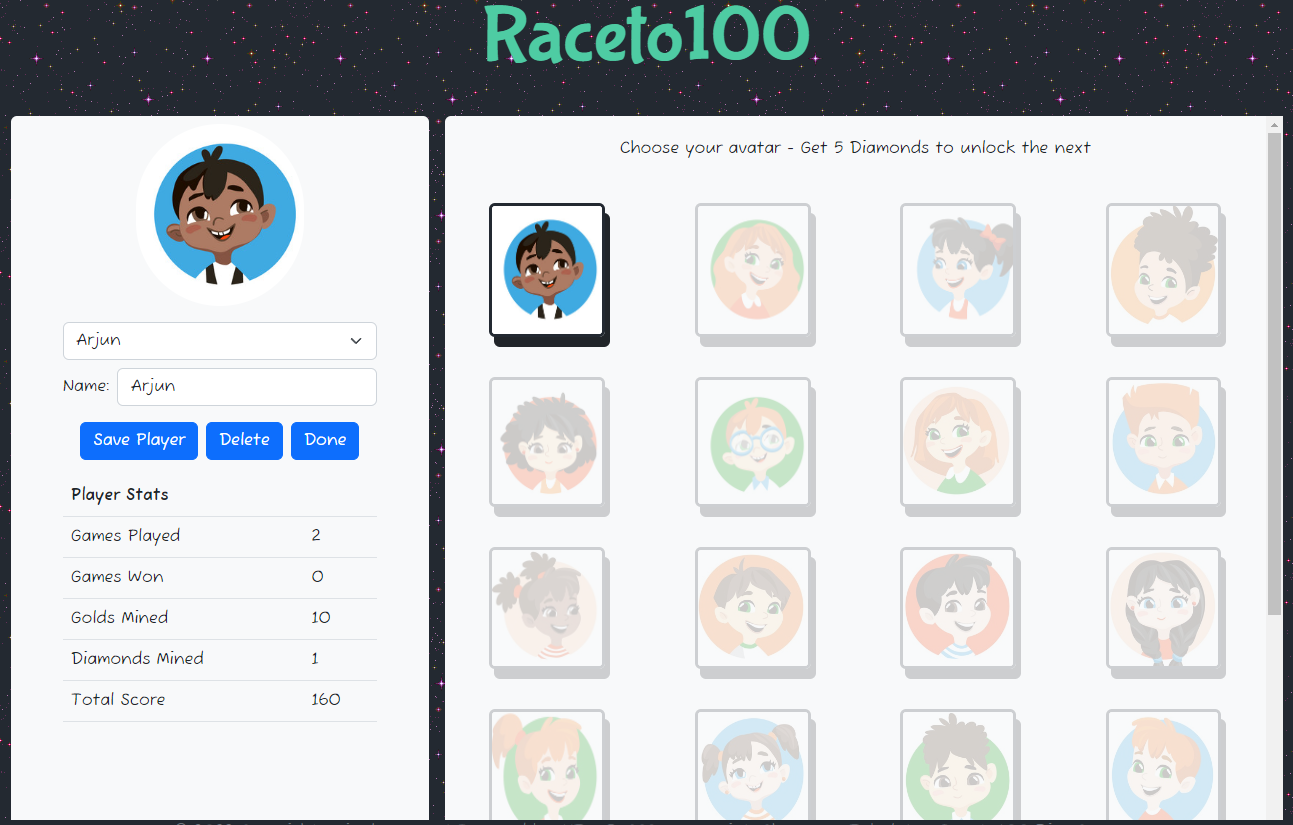 Raceto100
Arjun
Name: Arjun
Save Player Delete Done
Player Stats
Games Played 2
Games Won 0
Golds Mined 10
Diamonds Mined 1
Total Score 160
Choose your avatar - Get 5 Diamonds to unlock the next